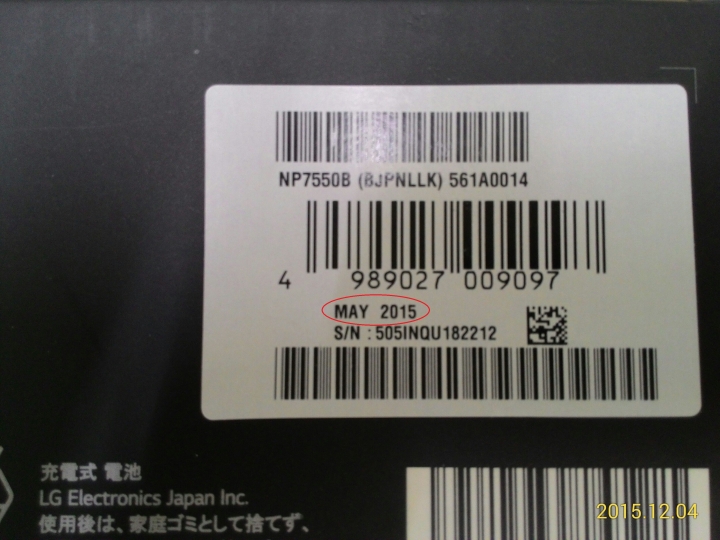 NP7550B (BJPNLLK) 561A0014
4 989027 009097
MAY 2015
S/N : 505INQU182212
充電式 電池
LG Electronics Japan Inc.
使用後は、家庭ゴミとして捨てず、
2015.12.04